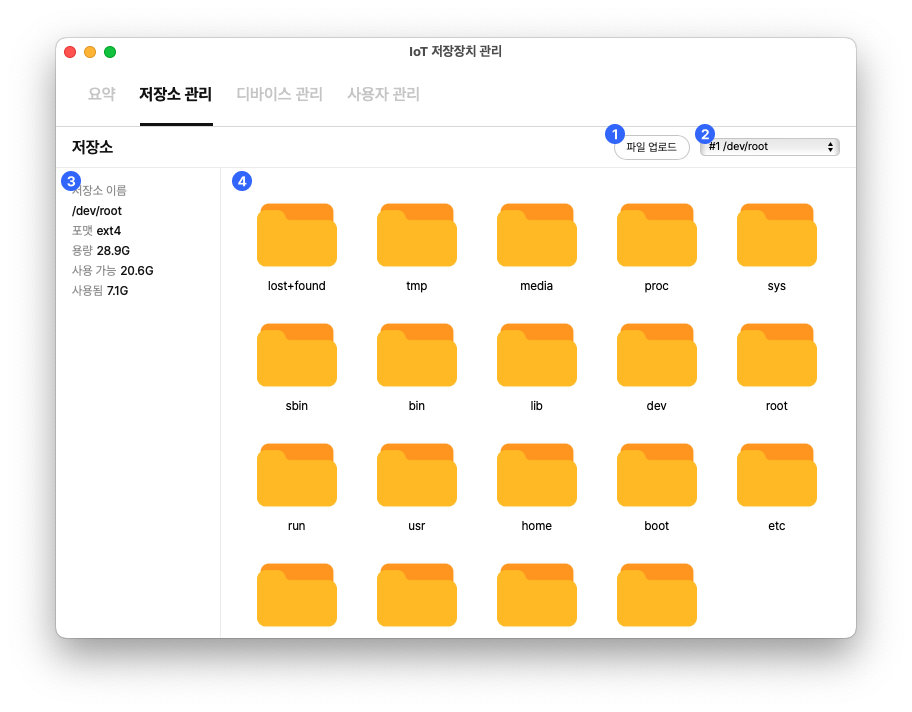 IoT 저장장치 관리
요약 저장소 관리 디바이스 관리 사용자 관리
저장소
1 파일 업로드
2 #1 /dev/root
3 저장소 이름
/dev/root
포맷 ext4
용량 28.9G
사용 가능 20.6G
사용됨 7.1G
4
lost+found tmp media proc sys
sbin bin lib dev root
run usr home boot etc